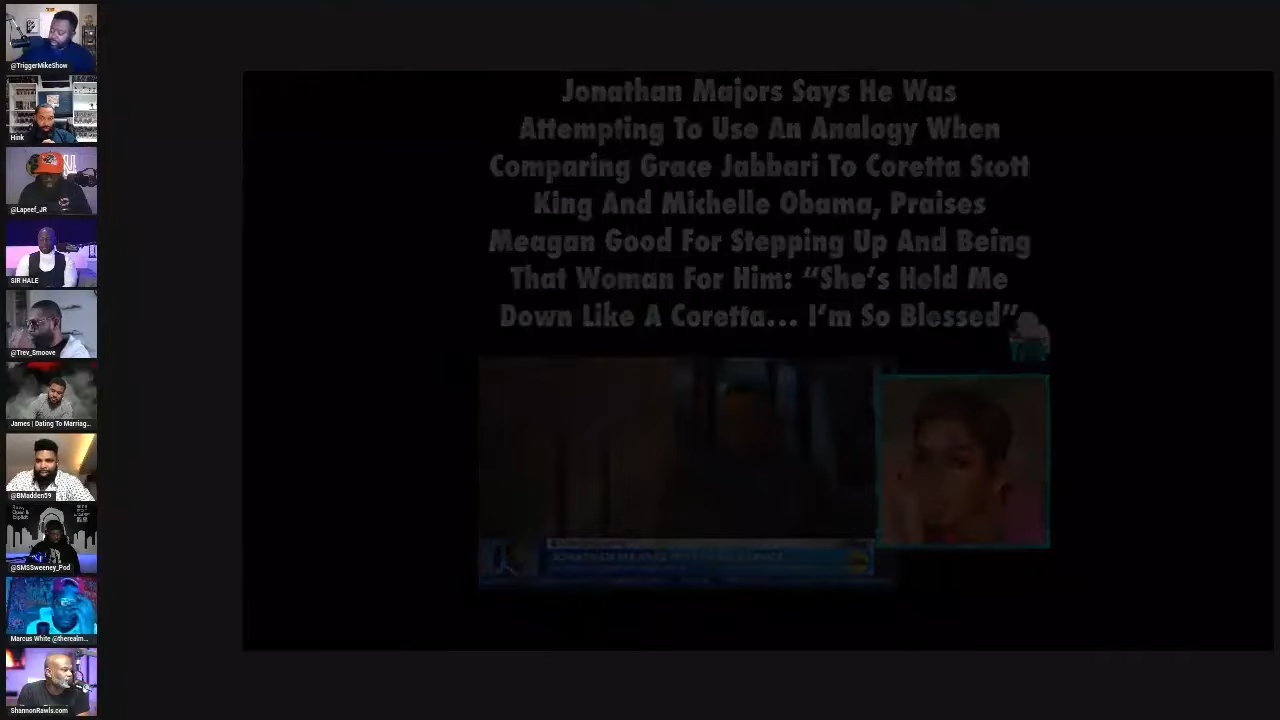 @TriggerMikeShow
Hink
@Lapeef_JR
SIR HALE
@Trev_Smoove
James | Dating To Marriag...
@BMadden59
@SMSSweeney_Pod
Marcus White @therealm...
ShannonRawls.com
Jonathan Majors Says He Was
Attempting To Use An Analogy When
Comparing Grace Jabbari To Coretta Scott
King And Michelle Obama, Praises
Meagan Good For Stepping Up And Being
That Woman For Him: “She’s Held Me
Down Like A Coretta... I’m So Blessed”